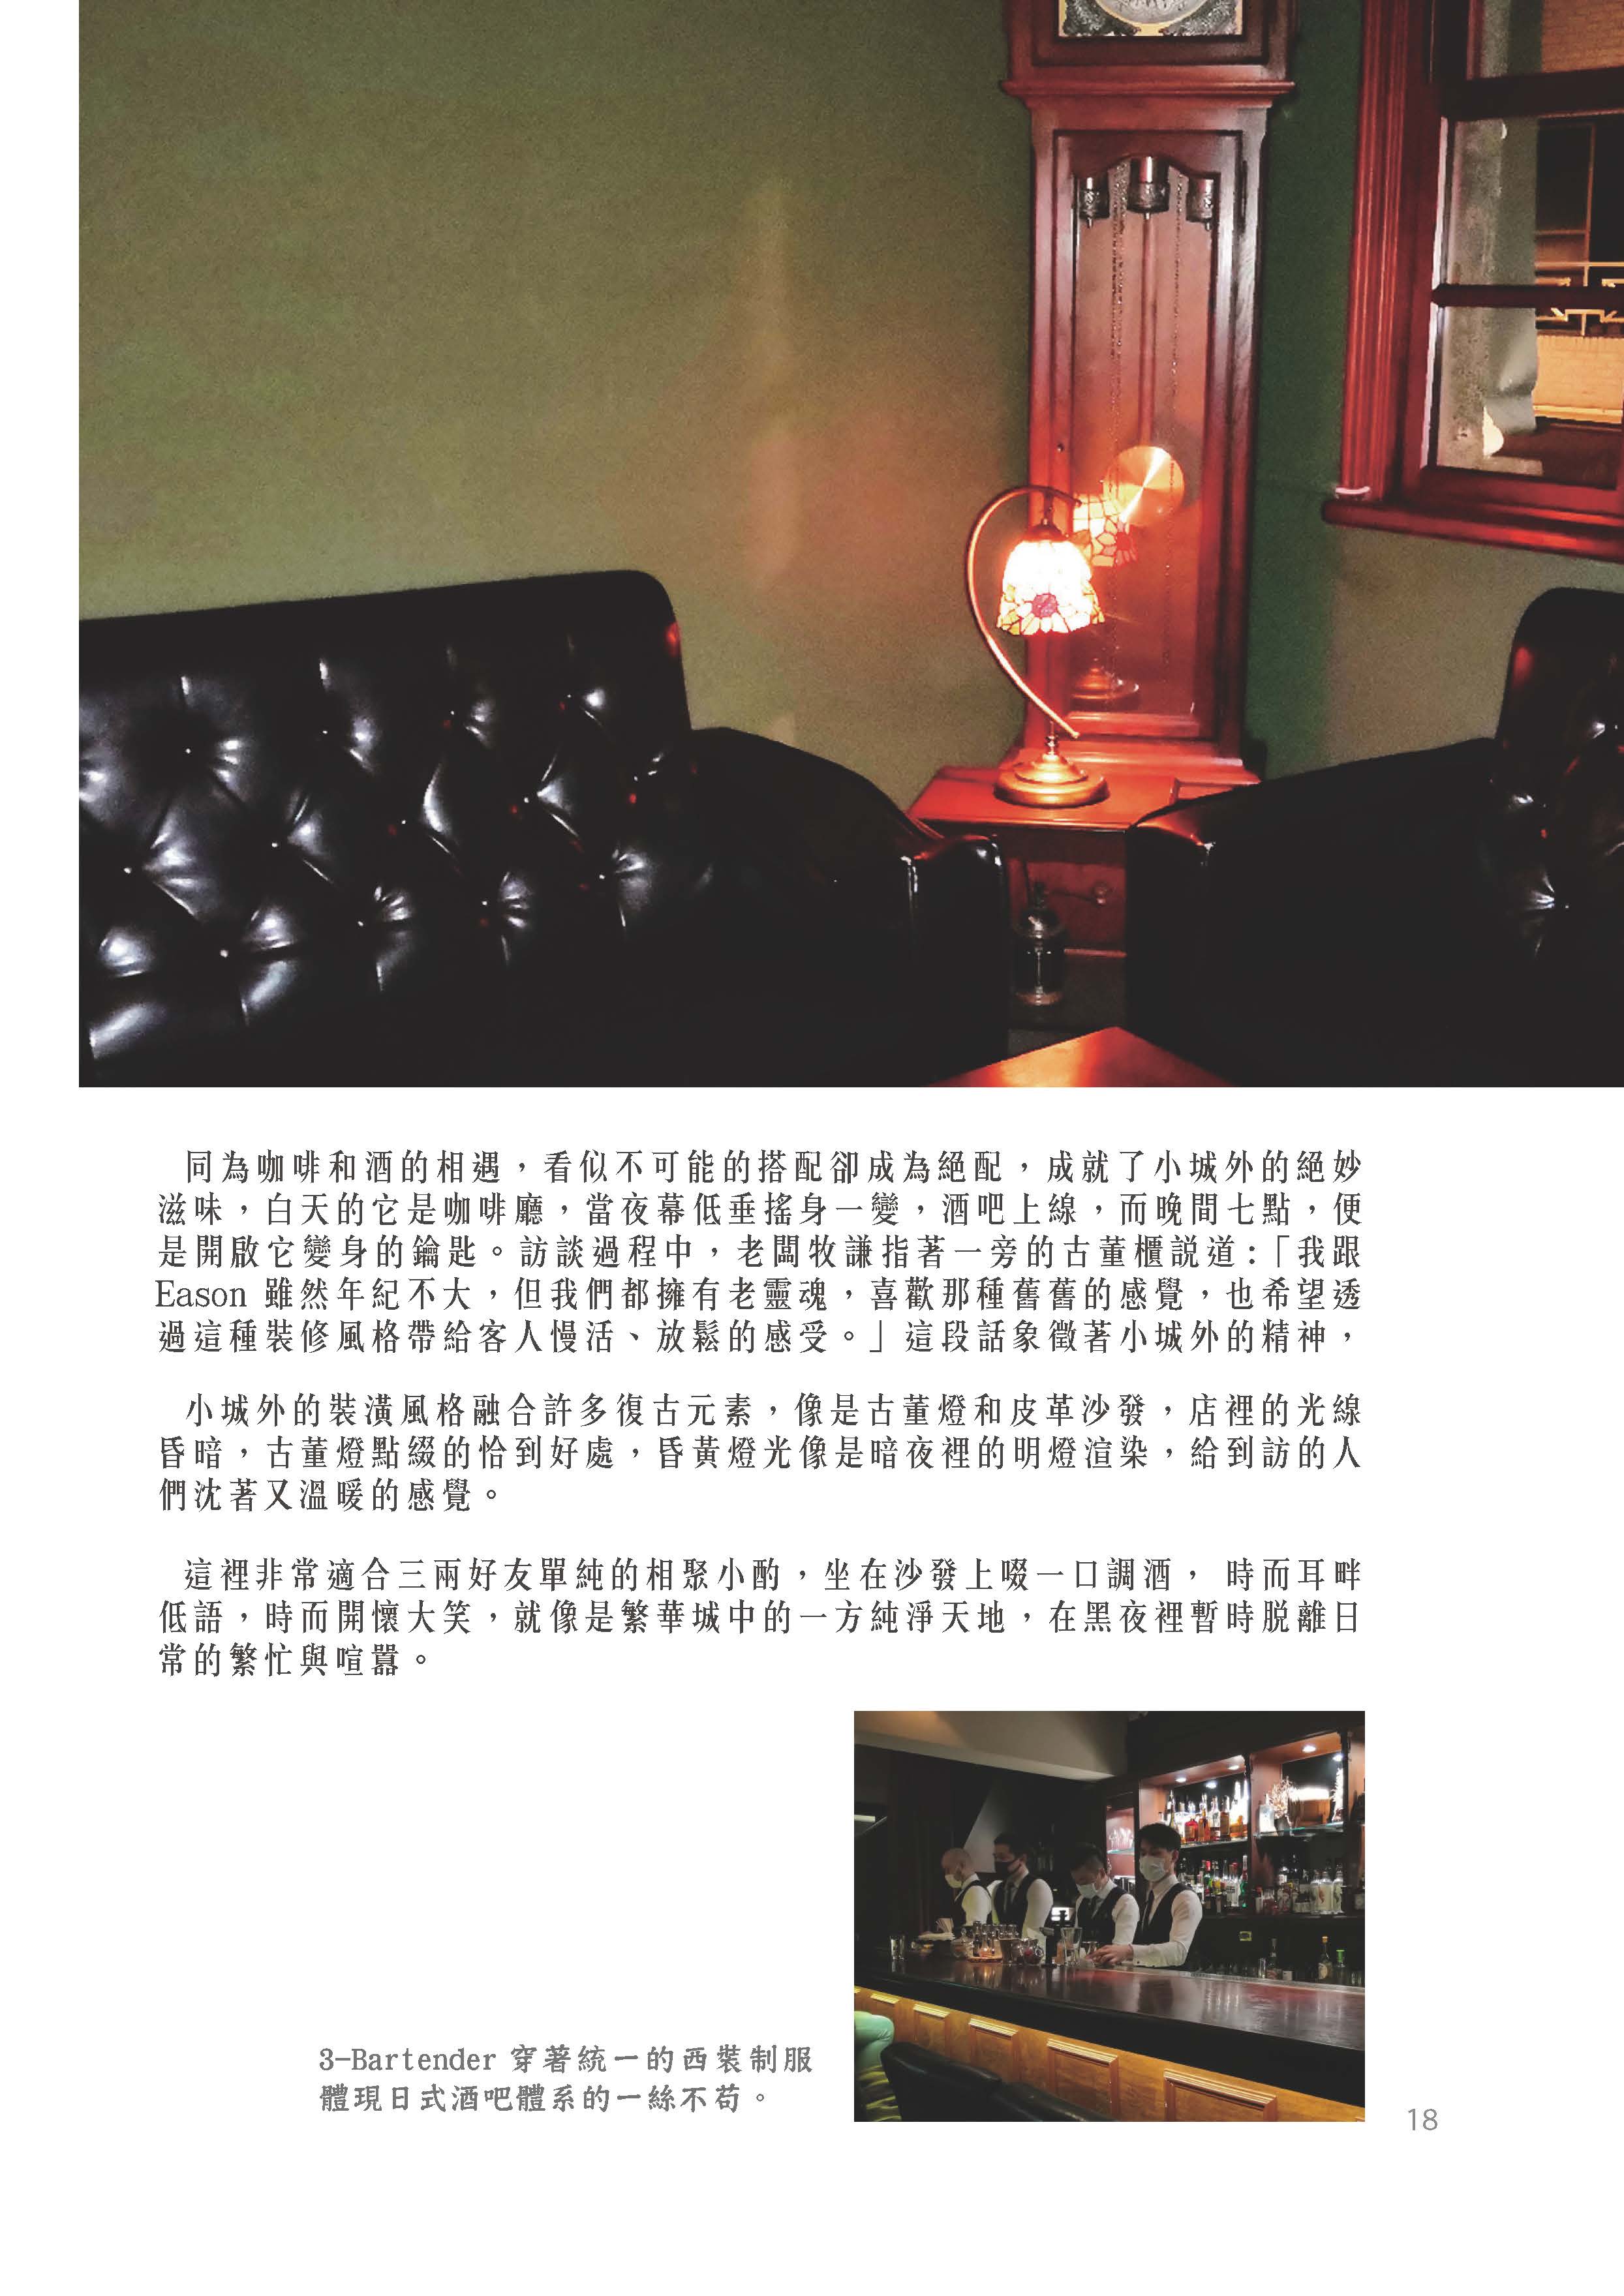 同為咖啡和酒的相遇，看似不可能的搭配卻成為絕配，成就了小城外的絕妙
滋味，白天的它是咖啡廳，當夜幕低垂搖身一變，酒吧上線，而晚間七點，便
是開啟它變身的鑰匙。訪談過程中，老闆牧謙指著一旁的古董櫃說道:「我跟
Eason 雖然年紀不大，但我們都擁有老靈魂，喜歡那種舊舊的感覺，也希望透
過這種裝修風格帶給客人慢活、放鬆的感受。」這段話象徵著小城外的精神，
小城外的裝潢風格融合許多復古元素，像是古董燈和皮革沙發，店裡的光線
昏暗，古董燈點綴的恰到好處，昏黃燈光像是暗夜裡的明燈渲染，給到訪的人
們沈著又溫暖的感覺。
這裡非常適合三兩好友單純的相聚小酌，坐在沙發上啜一口調酒， 時而耳畔
低語，時而開懷大笑，就像是繁華城中的一方純淨天地，在黑夜裡暫時脫離日
常的繁忙與喧囂。
3-Bartender 穿著統一的西裝制服
體現日式酒吧體系的一絲不苟。
18